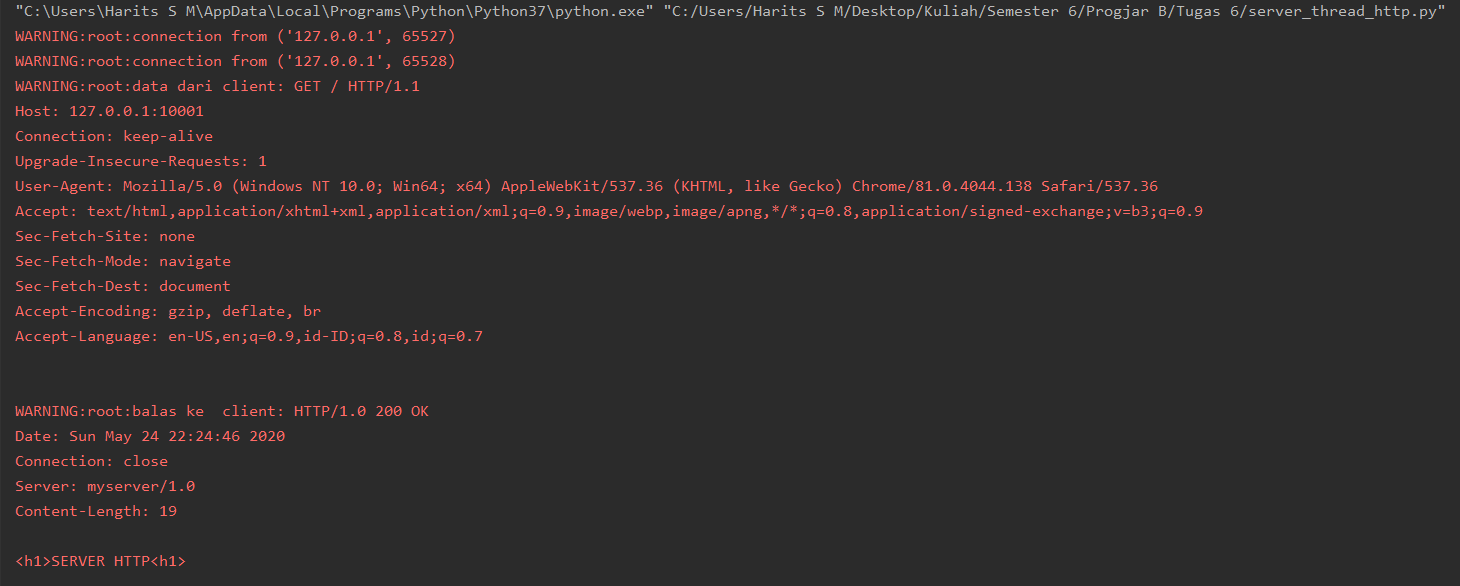 "C:\Users\Harits S M\AppData\Local\Programs\Python\Python37\python.exe" "C:/Users/Harits S M/Desktop/Kuliah/Semester 6/Progjar B/Tugas 6/server_thread_http.py"
WARNING:root:connection from ('127.0.0.1', 65527)
WARNING:root:connection from ('127.0.0.1', 65528)
WARNING:root:data dari client: GET / HTTP/1.1
Host: 127.0.0.1:10001
Connection: keep-alive
Upgrade-Insecure-Requests: 1
User-Agent: Mozilla/5.0 (Windows NT 10.0; Win64; x64) AppleWebKit/537.36 (KHTML, like Gecko) Chrome/81.0.4044.138 Safari/537.36
Accept: text/html,application/xhtml+xml,application/xml;q=0.9,image/webp,image/apng,*/*;q=0.8,application/signed-exchange;v=b3;q=0.9
Sec-Fetch-Site: none
Sec-Fetch-Mode: navigate
Sec-Fetch-Dest: document
Accept-Encoding: gzip, deflate, br
Accept-Language: en-US,en;q=0.9,id-ID;q=0.8,id;q=0.7
WARNING:root:balas ke  client: HTTP/1.0 200 OK
Date: Sun May 24 22:24:46 2020
Connection: close
Server: myserver/1.0
Content-Length: 19
<h1>SERVER HTTP<h1>